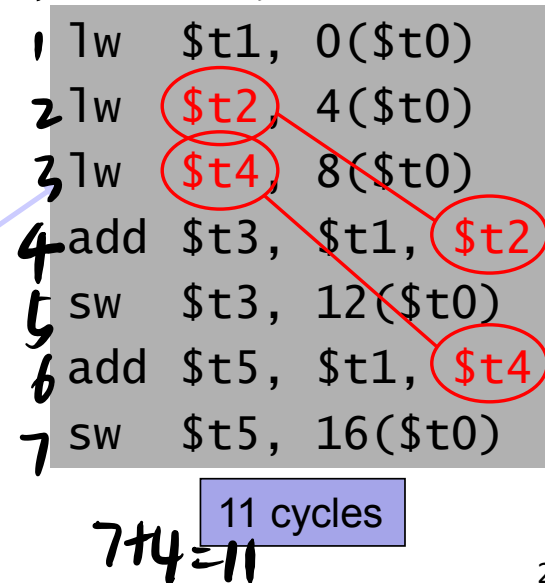 1 lw $t1, 0($t0)
2 lw $t2, 4($t0)
3 lw $t4, 8($t0)
4 add $t3, $t1, $t2
5 sw $t3, 12($t0)
6 add $t5, $t1, $t4
7 sw $t5, 16($t0)
11 cycles
7+4=11